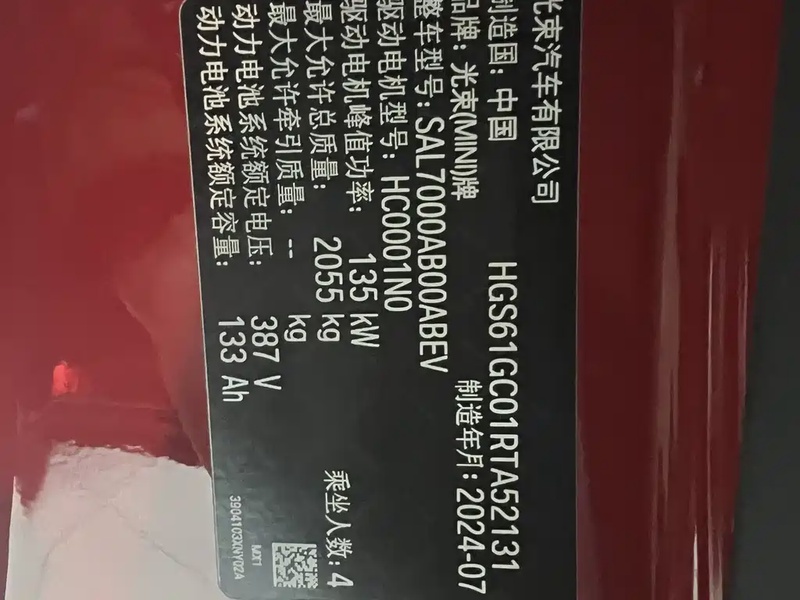 光束汽车有限公司
制造国: 中国 HGS61GC01RTA52131
品牌: 光束(MINI)牌 制造年月: 2024-07
整车型号: SAL7000AB00ABEV
驱动电机型号: HC0001N0
驱动电机峰值功率: 135 kW
最大允许总质量: 2055 kg 乘坐人数: 4
最大允许牵引质量: -- kg
动力电池系统额定电压: 387 V MX1
动力电池系统额定容量: 133 Ah 3904103XNY02A